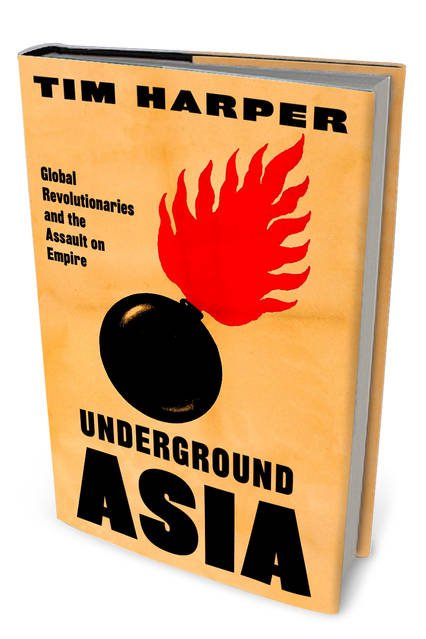 TIM HARPER
Global
Revolutionaries
and the
Assault on
Empire
UNDERGROUND
ASIA